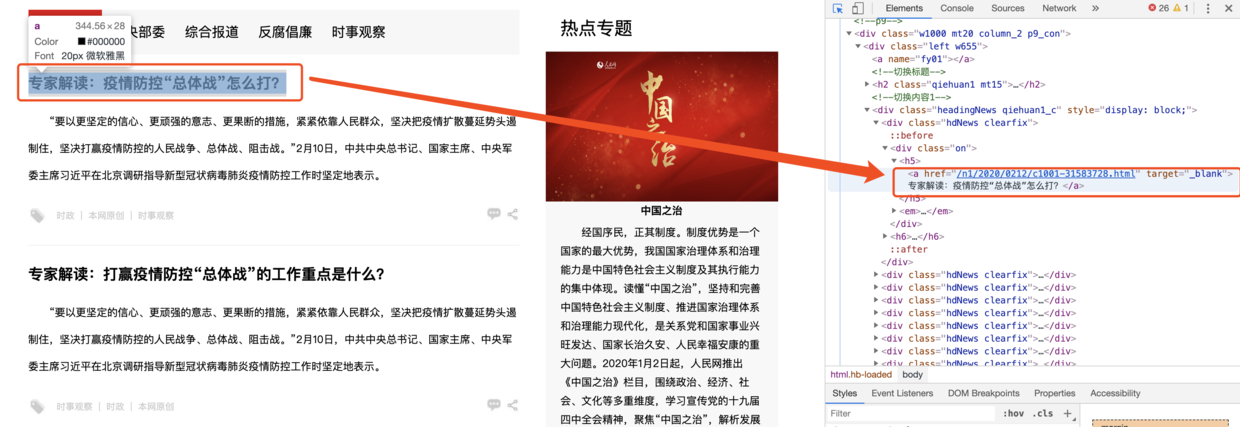 a 344.56×28
Color #000000
Font 20px 微软雅黑
央部委 综合报道 反腐倡廉 时事观察
专家解读：疫情防控“总体战”怎么打？
“要以更坚定的信心、更顽强的意志、更果断的措施，紧紧依靠人民群众，坚决把疫情扩散蔓延势头遏
制住，坚决打赢疫情防控的人民战争、总体战、阻击战。”2月10日，中共中央总书记、国家主席、中央军
委主席习近平在北京调研指导新型冠状病毒肺炎疫情防控工作时坚定地表示。
时政 | 本网原创 | 时事观察
专家解读：打赢疫情防控“总体战”的工作重点是什么？
“要以更坚定的信心、更顽强的意志、更果断的措施，紧紧依靠人民群众，坚决把疫情扩散蔓延势头遏
制住，坚决打赢疫情防控的人民战争、总体战、阻击战。”2月10日，中共中央总书记、国家主席、中央军
委主席习近平在北京调研指导新型冠状病毒肺炎疫情防控工作时坚定地表示。
时事观察 | 时政 | 本网原创
热点专题
人民网
中国之治
中国之治
经国序民，正其制度。制度优势是一个
国家的最大优势，我国国家治理体系和治理
能力是中国特色社会主义制度及其执行能力
的集中体现。读懂“中国之治”，坚持和完善
中国特色社会主义制度、推进国家治理体系
和治理能力现代化，是关系党和国家事业兴
旺发达、国家长治久安、人民幸福安康的重
大问题。2020年1月2日起，人民网推出
《中国之治》栏目，围绕政治、经济、社
会、文化等多重维度，学习宣传党的十九届
四中全会精神，聚焦“中国之治”，解析发展
Elements Console Sources Network » 26 1
<!--p9-->
<div class="w1000 mt20 column_2 p9_con">
<div class="left w655">
<a name="fy01"></a>
<!--切换标题-->
<h2 class="qiehuan1 mt15">…</h2>
<!--切换内容1-->
<div class="headingNews qiehuan1_c" style="display: block;">
<div class="hdNews clearfix">
::before
<div class="on">
<h5>
<a href="/n1/2020/0212/c1001-31583728.html" target="_blank">
专家解读：疫情防控“总体战”怎么打？</a>
</h5>
<em>…</em>
</div>
<h6>…</h6>
::after
</div>
<div class="hdNews clearfix">…</div>
<div class="hdNews clearfix">…</div>
<div class="hdNews clearfix">…</div>
<div class="hdNews clearfix">…</div>
<div class="hdNews clearfix">…</div>
<div class="hdNews clearfix">…</div>
<div class="hdNews clearfix">…</div>
html.hb-loaded body
Styles Event Listeners DOM Breakpoints Properties Accessibility
Filter :hov .cls +